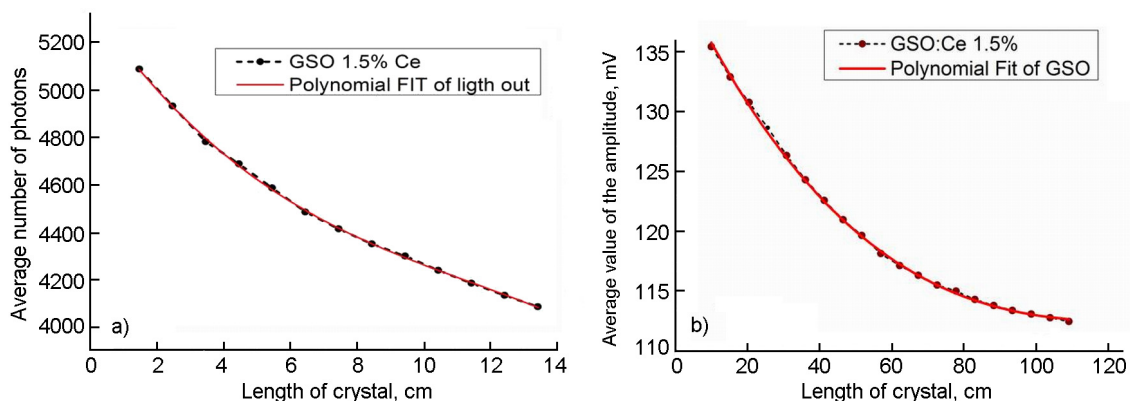 5200
5000
4800
4600
4400
4200
4000
0
2
4
6
8
10
12
14
Average number of photons
Length of crystal, cm
GSO 1.5% Ce
Polynomial FIT of ligth out
a)
135
130
125
120
115
110
0
20
40
60
80
100
120
Average value of the amplitude, mV
Length of crystal, cm
GSO:Ce 1.5%
Polynomial Fit of GSO
b)